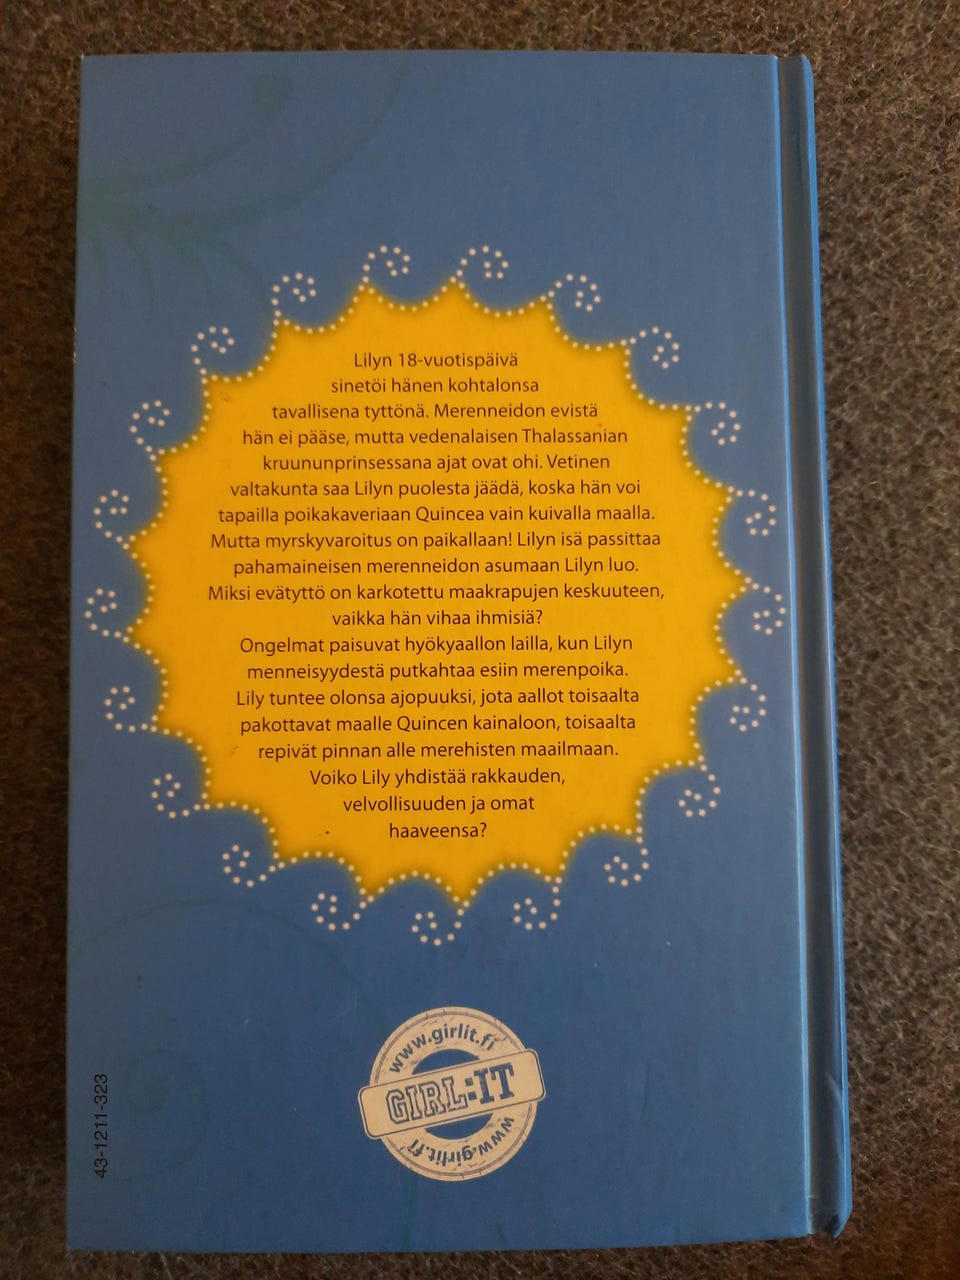 Lilyn 18-vuotispäivä
sinetöi hänen kohtalonsa
tavallisena tyttönä. Merenneidon evistä
hän ei pääse, mutta vedenalaisen Thalassanian
kruununprinsessana ajat ovat ohi. Vetinen
valtakunta saa Lilyn puolesta jäädä, koska hän voi
tapailla poikakaveriaan Quincea vain kuivalla maalla.
Mutta myrskyvaroitus on paikallaan! Lilyn isä passittaa
pahamaineisen merenneidon asumaan Lilyn luo.
Miksi evätyttö on karkotettu maakrapujen keskuuteen,
vaikka hän vihaa ihmisiä?
Ongelmat paisuvat hyökyaallon lailla, kun Lilyn
menneisyydestä putkahtaa esiin merenpoika.
Lily tuntee olonsa ajopuuksi, jota aallot toisaalta
pakottavat maalle Quincen kainaloon, toisaalta
repivät pinnan alle merehisten maailmaan.
Voiko Lily yhdistää rakkauden,
velvollisuuden ja omat
haaveensa?
www.girlit.fi
GIRL:IT
www.girlit.fi
43-1211-323